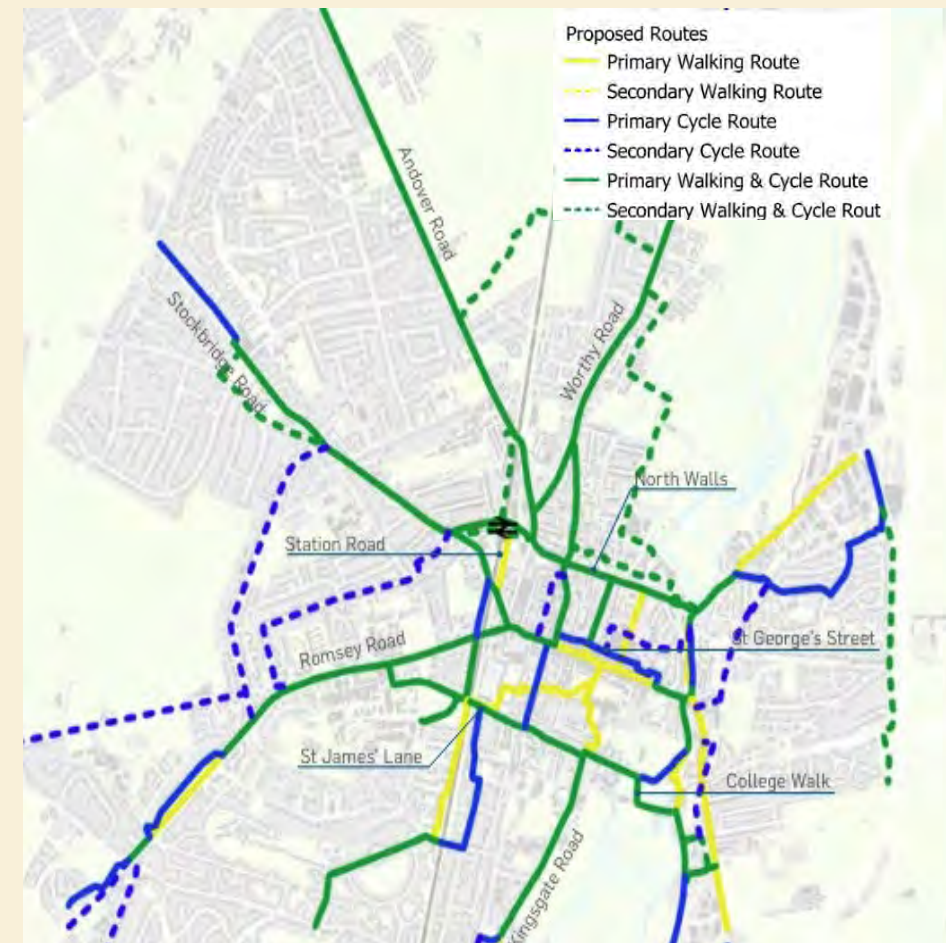 Proposed Routes
Primary Walking Route
Secondary Walking Route
Primary Cycle Route
Secondary Cycle Route
Primary Walking & Cycle Route
Secondary Walking & Cycle Rout
Andover Road
Stockbridge Road
Worthy Road
North Walls
Station Road
Romsey Road
St George's Street
St James' Lane
College Walk
Kingsgate Road